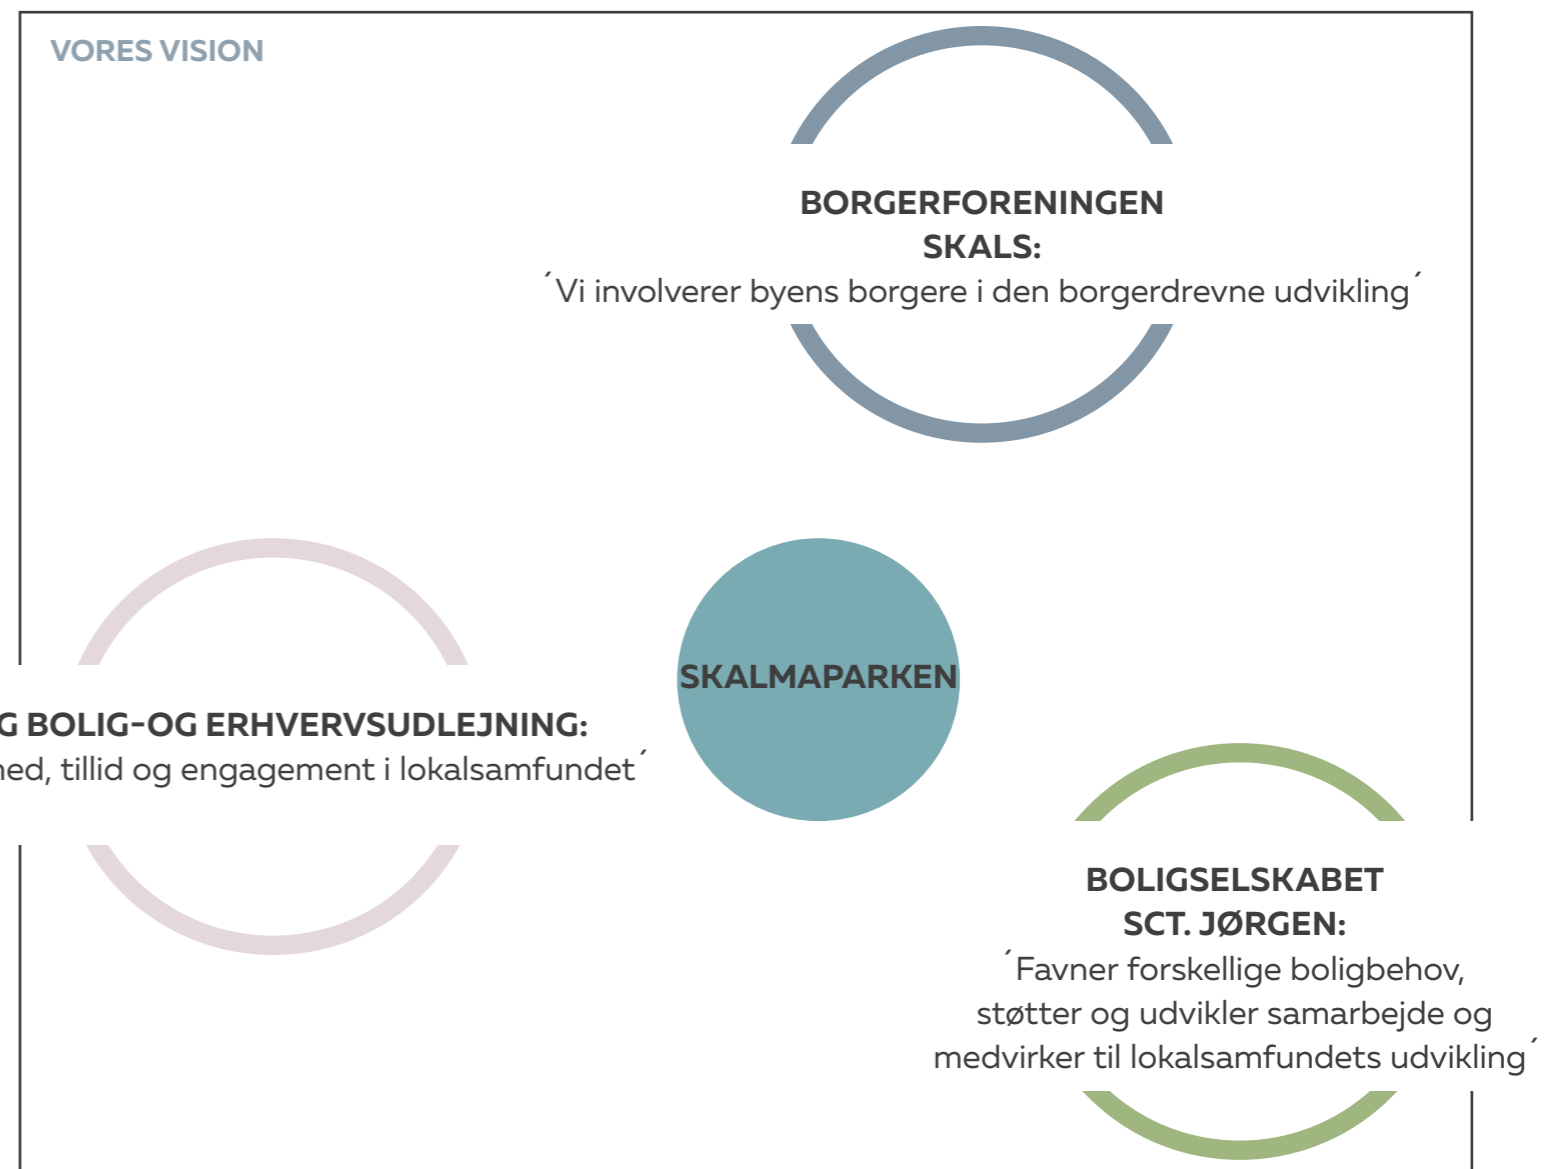 VORES VISION
BORGERFORENINGEN
SKALS:
´Vi involverer byens borgere i den borgerdrevne udvikling´
SKALMAPARKEN
BOLIG-OG ERHVERVSUDLEJNING:
tillid og engagement i lokalsamfundet´
BOLIGSELSKABET
SCT. JØRGEN:
´Favner forskellige boligbehov,
støtter og udvikler samarbejde og
medvirker til lokalsamfundets udvikling´